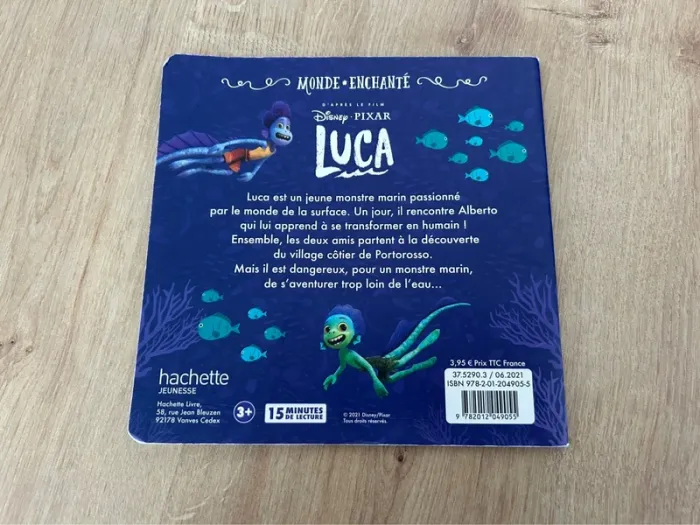 MONDE ENCHANTÉ
D'APRÈS LE FILM
Disney · PIXAR
LUCA
Luca est un jeune monstre marin passionné
par le monde de la surface. Un jour, il rencontre Alberto
qui lui apprend à se transformer en humain !
Ensemble, les deux amis partent à la découverte
du village côtier de Portorosso.
Mais il est dangereux, pour un monstre marin,
de s'aventurer trop loin de l'eau...
3,95 € Prix TTC France
37.5290.3 / 06.2021
ISBN 978-2-01-204905-5
9 782012 049055
hachette
JEUNESSE
Hachette Livre,
58, rue Jean Bleuzen
92178 Vanves Cedex
3+
15 MINUTES
DE LECTURE
© 2021 Disney/Pixar
Tous droits réservés.